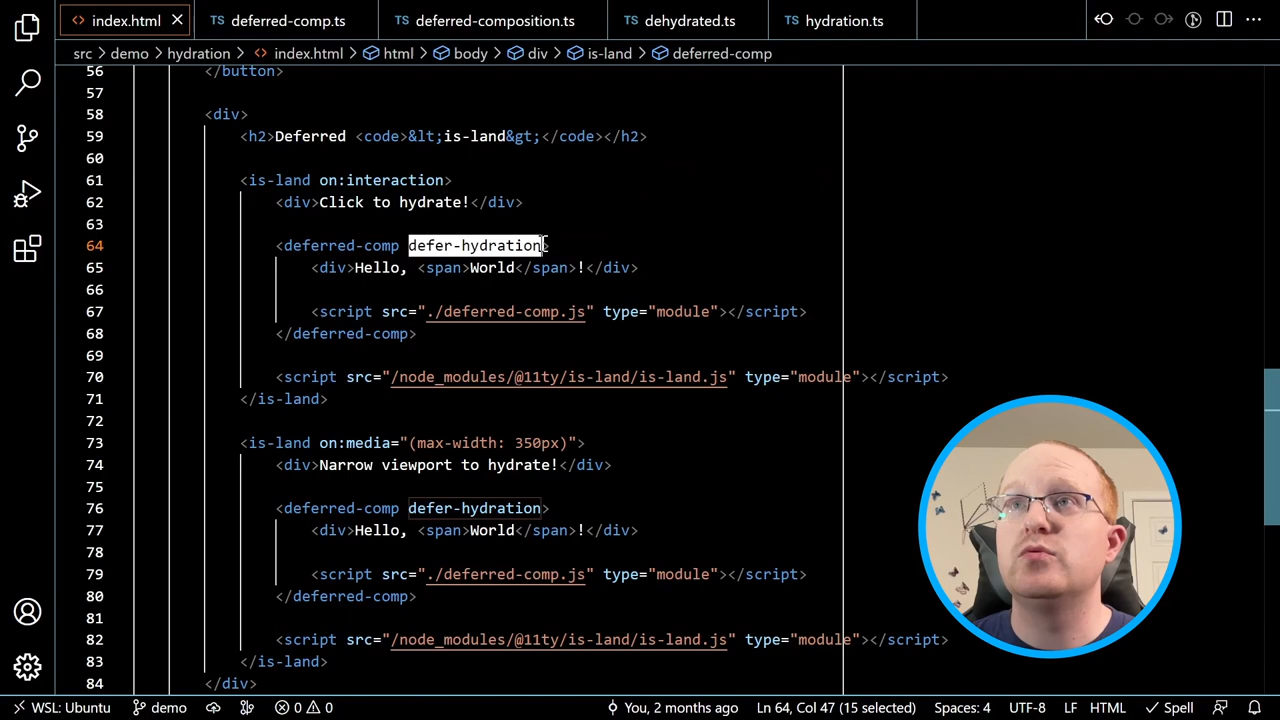 index.html
deferred-comp.ts
deferred-composition.ts
dehydrated.ts
hydration.ts
src demo hydration index.html html body div is-land deferred-comp
56 </button>
57
58 <div>
59 <h2>Deferred <code>&lt;is-land&gt;</code></h2>
60
61 <is-land on:interaction>
62 <div>Click to hydrate!</div>
63
64 <deferred-comp defer-hydration>
65 <div>Hello, <span>World</span>!</div>
66
67 <script src="./deferred-comp.js" type="module"></script>
68 </deferred-comp>
69
70 <script src="/node_modules/@11ty/is-land/is-land.js" type="module"></script>
71 </is-land>
72
73 <is-land on:media="(max-width: 350px)">
74 <div>Narrow viewport to hydrate!</div>
75
76 <deferred-comp defer-hydration>
77 <div>Hello, <span>World</span>!</div>
78
79 <script src="./deferred-comp.js" type="module"></script>
80 </deferred-comp>
81
82 <script src="/node_modules/@11ty/is-land/is-land.js" type="module"></script>
83 </is-land>
84 </div>
WSL: Ubuntu demo 0 0 You, 2 months ago Ln 64, Col 47 (15 selected) Spaces: 4 UTF-8 LF HTML Spell